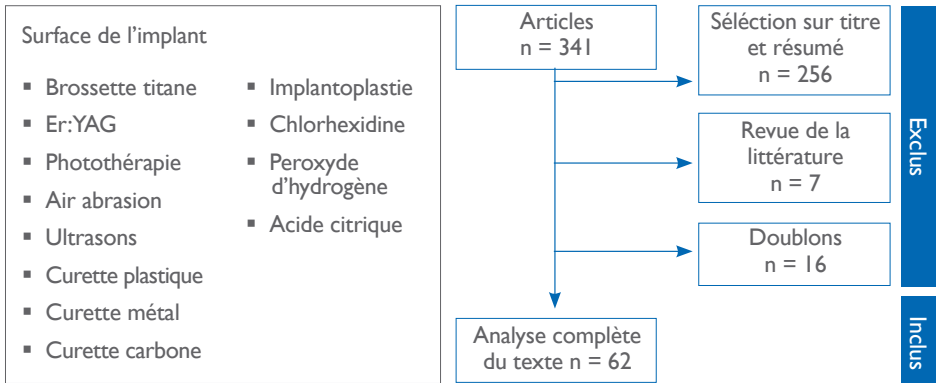 Surface de l'implant
▪ Brossette titane
▪ Er:YAG
▪ Photothérapie
▪ Air abrasion
▪ Ultrasons
▪ Curette plastique
▪ Curette métal
▪ Curette carbone
▪ Implantoplastie
▪ Chlorhexidine
▪ Peroxyde
d'hydrogène
▪ Acide citrique
Articles
n = 341
Séléction sur titre
et résumé
n = 256
Revue de la
littérature
n = 7
Doublons
n = 16
Analyse complète
du texte n = 62
Exclus
Inclus